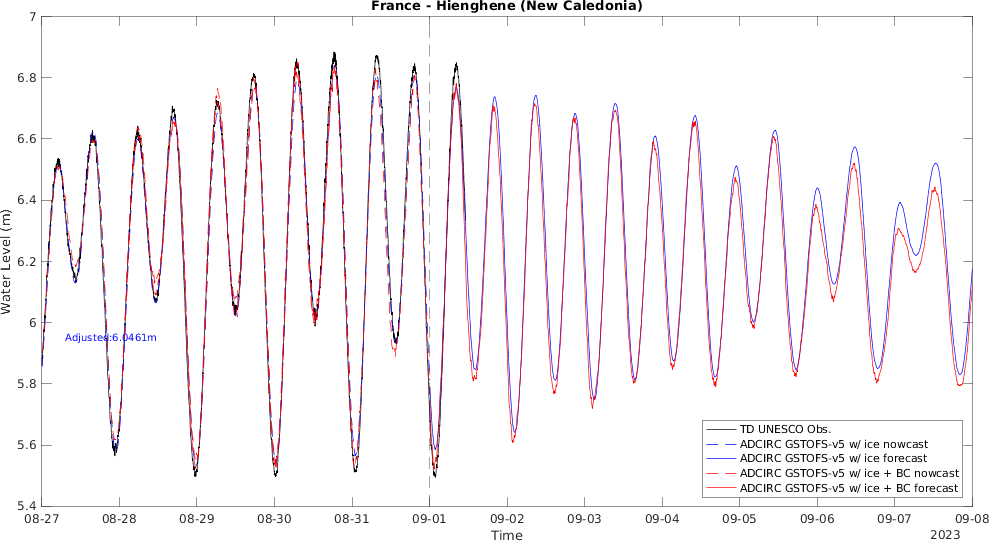 France - Hienghene (New Caledonia)
7
6.8
6.6
6.4
6.2
6
5.8
5.6
5.4
Water Level (m)
Adjusted:6.0461m
TD UNESCO Obs.
ADCIRC GSTOFS-v5 w/ ice nowcast
ADCIRC GSTOFS-v5 w/ ice forecast
ADCIRC GSTOFS-v5 w/ ice + BC nowcast
ADCIRC GSTOFS-v5 w/ ice + BC forecast
08-27 08-28 08-29 08-30 08-31 09-01 09-02 09-03 09-04 09-05 09-06 09-07 09-08
Time
2023